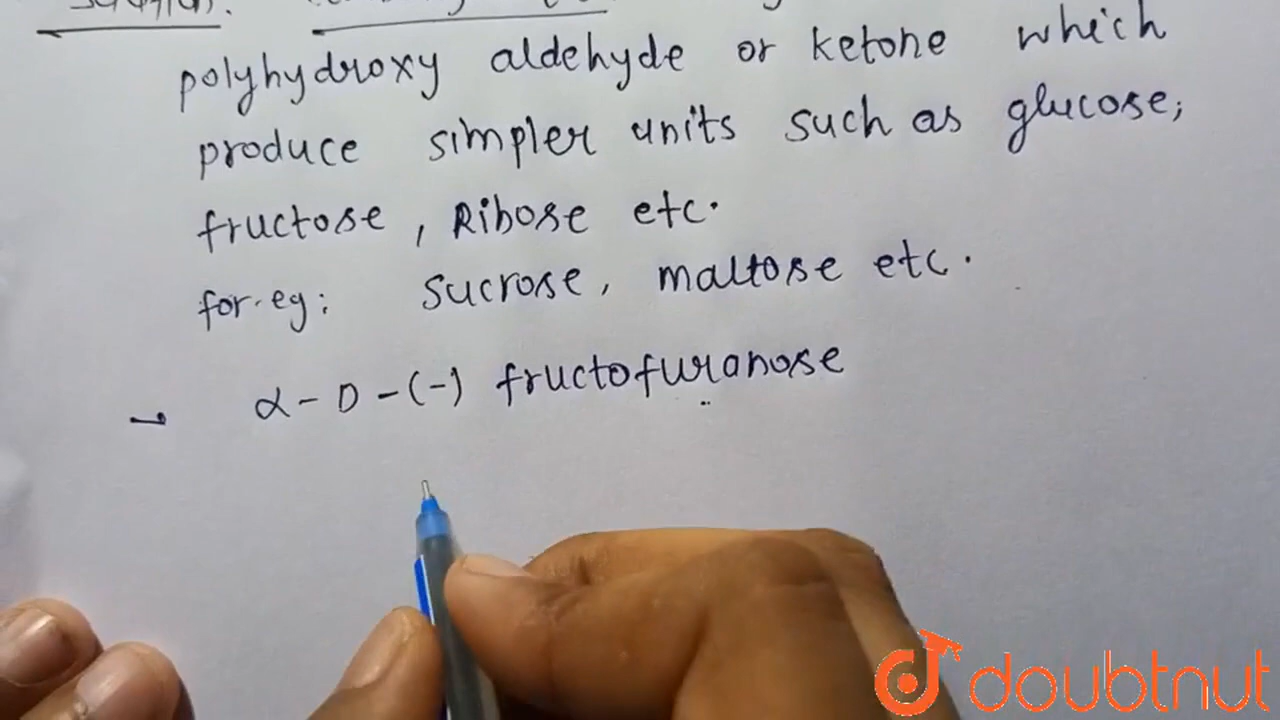 polyhydroxy aldehyde or ketone which
produce simpler units such as glucose,
fructose, Ribose etc.
for.eg: sucrose, maltose etc.
→ α-D-(-) fructofuranose
doubtnut